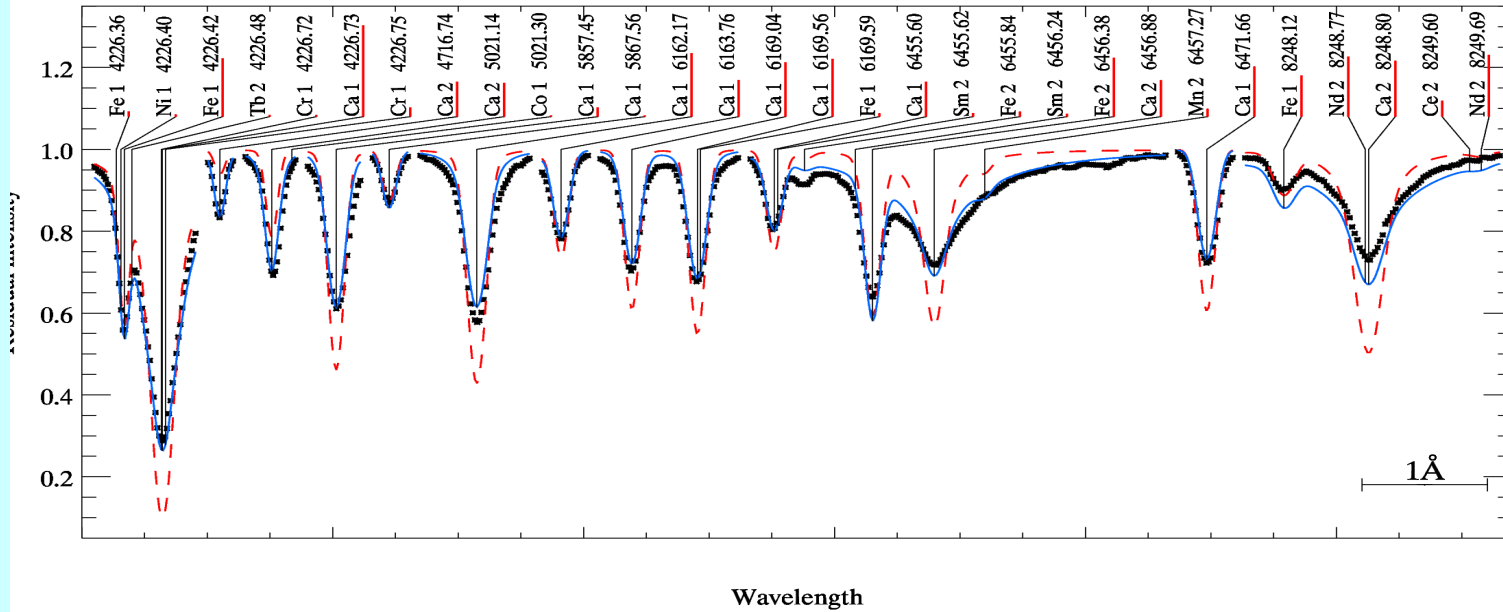 Fe 1 4226.36
Ni 1 4226.40
Fe 1 4226.42
Tb 2 4226.48
Cr 1 4226.72
Ca 1 4226.73
Cr 1 4226.75
Ca 2 4716.74
Ca 2 5021.14
Co 1 5021.30
Ca 1 5857.45
Ca 1 5867.56
Ca 1 6162.17
Ca 1 6163.76
Ca 1 6169.04
Ca 1 6169.56
Fe 1 6169.59
Ca 1 6455.60
Sm 2 6455.62
Fe 2 6455.84
Sm 2 6456.24
Fe 2 6456.38
Ca 2 6456.88
Mn 2 6457.27
Ca 1 6471.66
Fe 1 8248.12
Nd 2 8248.77
Ca 2 8248.80
Ce 2 8249.60
Nd 2 8249.69
1.2
1.0
0.8
0.6
0.4
0.2
Residual intensity
1Å
Wavelength